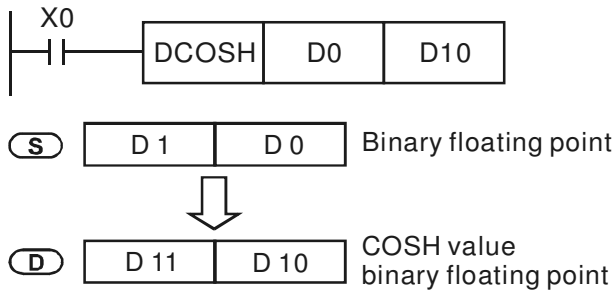 X0
DCOSH D0 D10
S D 1 D 0 Binary floating point
D D 11 D 10 COSH value
binary floating point